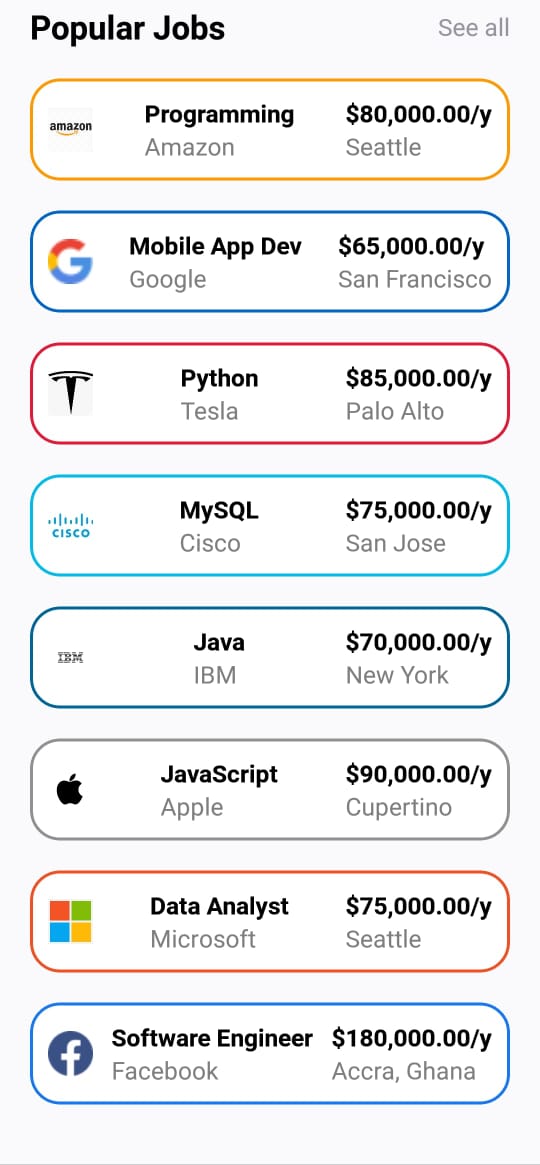 Popular Jobs See all
amazon
Programming $80,000.00/y
Amazon Seattle
Mobile App Dev $65,000.00/y
Google San Francisco
Python $85,000.00/y
Tesla Palo Alto
MySQL $75,000.00/y
CISCO
Cisco San Jose
Java $70,000.00/y
IBM
IBM New York
JavaScript $90,000.00/y
Apple Cupertino
Data Analyst $75,000.00/y
Microsoft Seattle
Software Engineer $180,000.00/y
Facebook Accra, Ghana